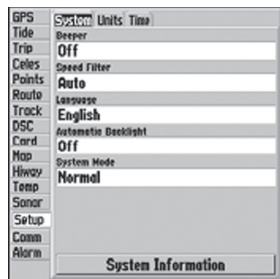 GPS
Tide
Trip
Celes
Points
Route
Track
DSC
Card
Map
Hiway
Temp
Sonar
Setup
Comm
Alarm
System Units Time
Beeper
Off
Speed Filter
Auto
Language
English
Automatic Backlight
Off
System Mode
Normal
System Information